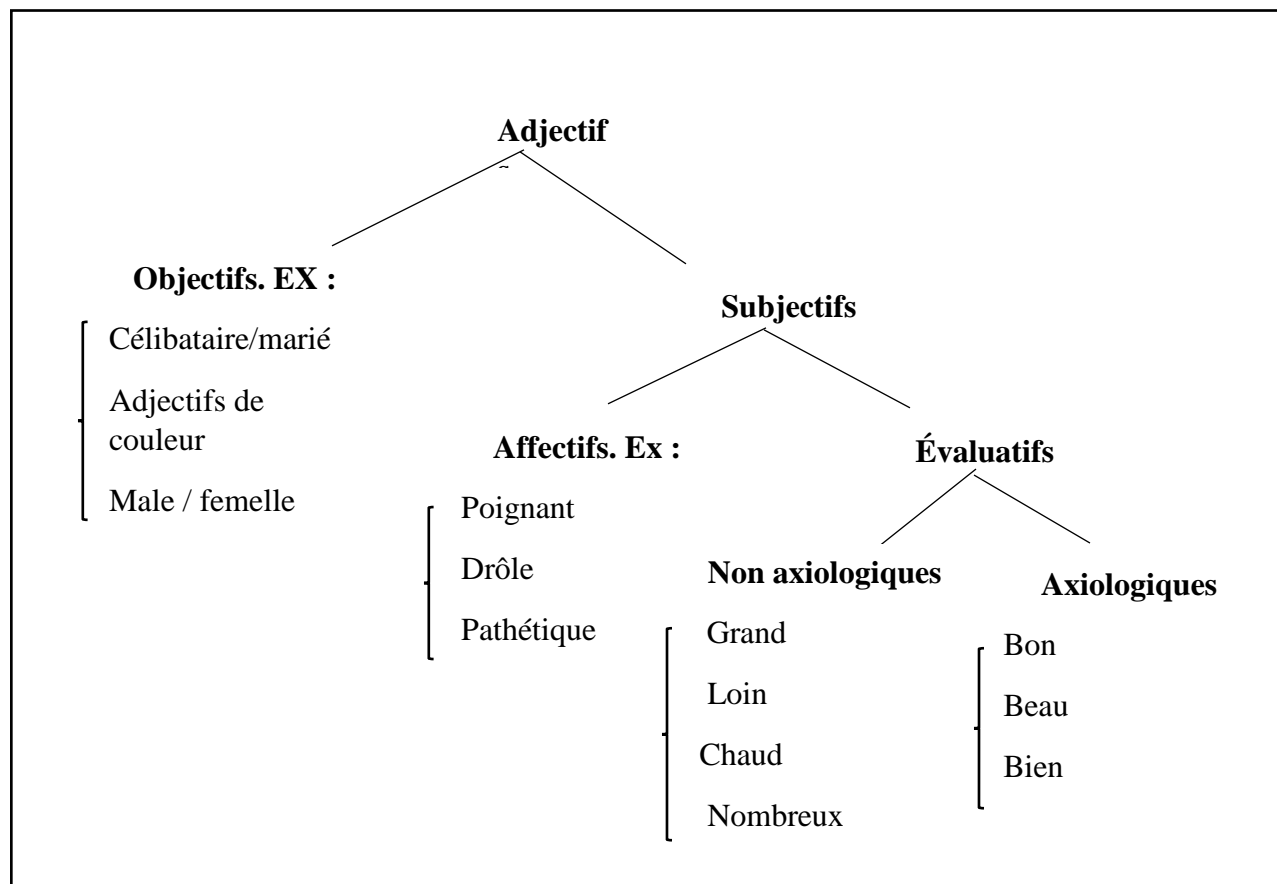 Adjectif
Objectifs. EX :
Célibataire/marié
Adjectifs de
couleur
Male / femelle
Subjectifs
Affectifs. Ex :
Poignant
Drôle
Pathétique
Évaluatifs
Non axiologiques
Grand
Loin
Chaud
Nombreux
Axiologiques
Bon
Beau
Bien